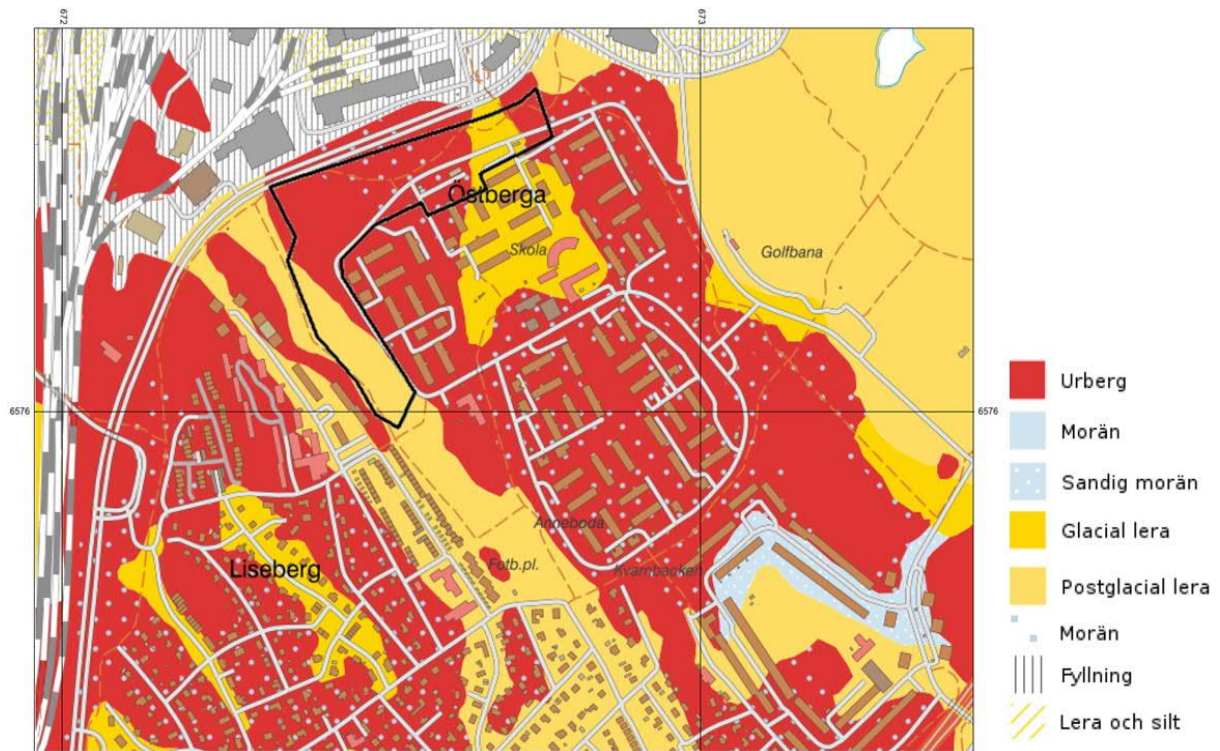 672
673
Östberga
Skola
Golfbana
6576
6576
Urberg
Morän
Sandig morän
Glacial lera
Anneboda
Postglacial lera
Liseberg
Fotb.pl.
Kvarnbacken
Morän
Fyllning
Lera och silt